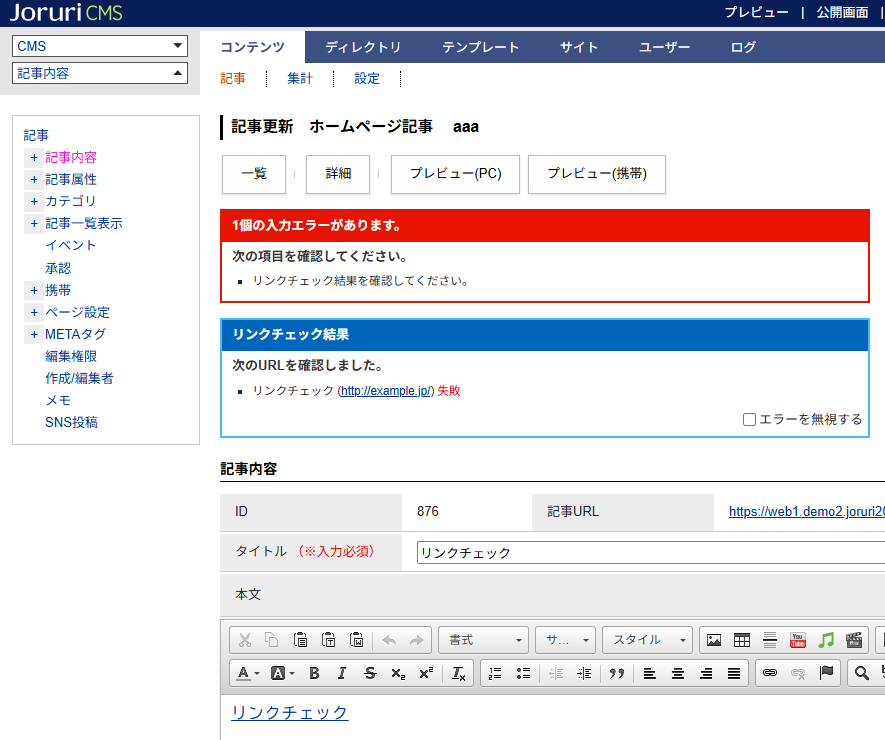 Joruri CMS
プレビュー | 公開画面 |
CMS
記事内容
コンテンツ ディレクトリ テンプレート サイト ユーザー ログ
記事 集計 設定
記事
+ 記事内容
+ 記事属性
+ カテゴリ
+ 記事一覧表示
イベント
承認
+ 携帯
+ ページ設定
+ METAタグ
編集権限
作成/編集者
メモ
SNS投稿
記事更新 ホームページ記事 aaa
一覧 詳細 プレビュー(PC) プレビュー(携帯)
1個の入力エラーがあります。
次の項目を確認してください。
リンクチェック結果を確認してください。
リンクチェック結果
次のURLを確認しました。
リンクチェック (http://example.jp/) 失敗
エラーを無視する
記事内容
ID 876 記事URL https://web1.demo2.joruri20
タイトル (※入力必須) リンクチェック
本文
書式 サ... スタイル You Tube
A A B I S x₂ x² Tx
リンクチェック